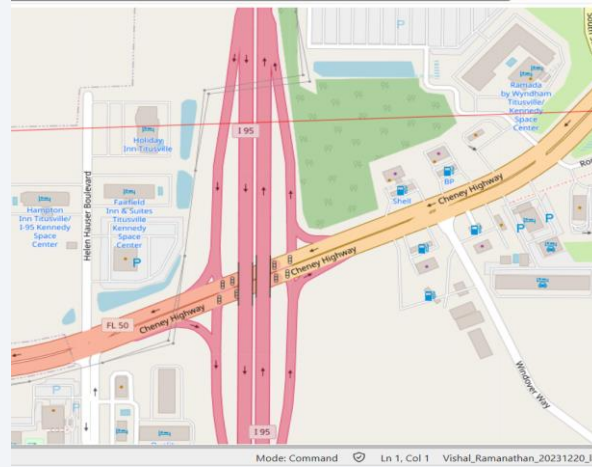 I 95
Ramada
by Wyndham
Titusville/
Kennedy
Space
Center
Holiday
Inn-Titusville
Hampton
Inn Titusville/
I-95 Kennedy
Space
Center
Helen Hauser Boulevard
Fairfield
Inn & Suites
Titusville
Kennedy
Space
Center
P
P
Shell
BP
Cheney Highway
Cheney Highway
P
P
FL 50
Cheney Highway
Windover Way
P
P
I 95
Mode: Command
Ln 1, Col 1
Vishal_Ramanathan_20231220_